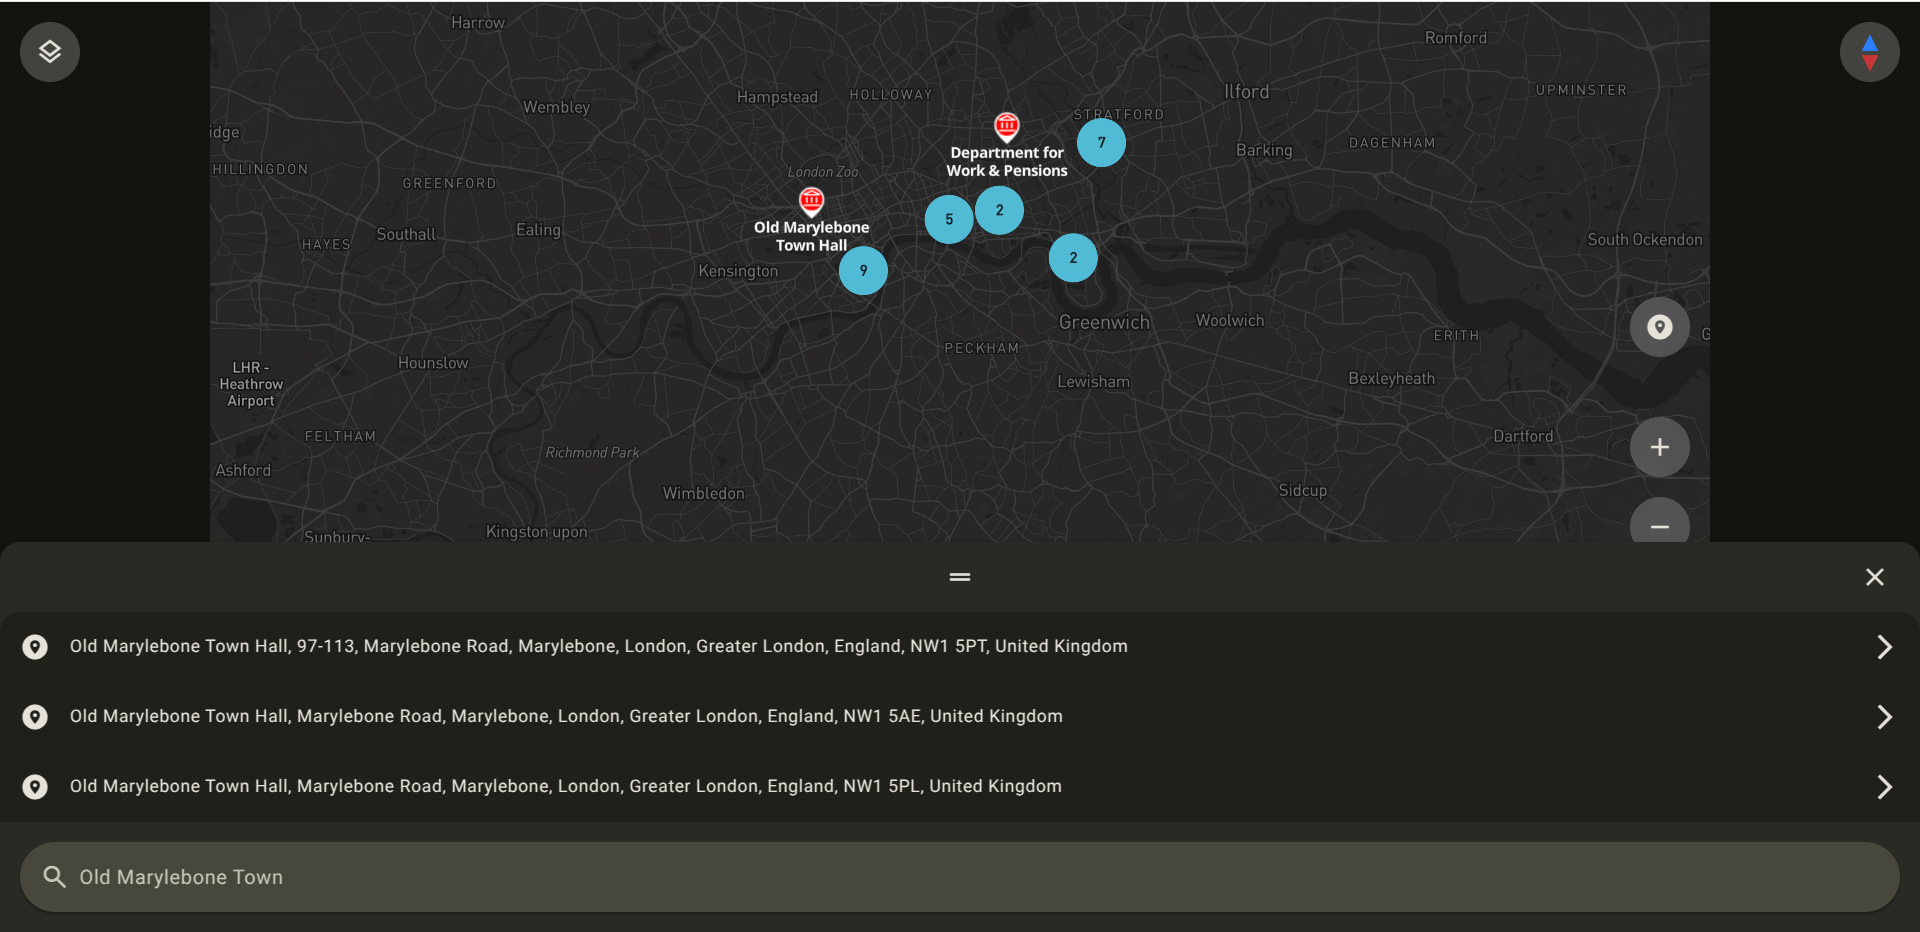 Harrow
Romford
Ilford
UPMINSTER
Hampstead
HOLLOWAY
Wembley
STRATFORD
idge
7
DAGENHAM
Barking
Department for
Work & Pensions
HILLINGDON
London Zoo
GREENFORD
5
2
Old Marylebone
Town Hall
Southall
Ealing
HAYES
South Ockendon
2
9
Kensington
Greenwich
Woolwich
ERITH
G
PECKHAM
Hounslow
LHR -
Heathrow
Airport
Lewisham
Bexleyheath
FELTHAM
Dartford
Richmond Park
Ashford
Wimbledon
Sidcup
Kingston upon
Sunbury-
Old Marylebone Town Hall, 97-113, Marylebone Road, Marylebone, London, Greater London, England, NW1 5PT, United Kingdom
Old Marylebone Town Hall, Marylebone Road, Marylebone, London, Greater London, England, NW1 5AE, United Kingdom
Old Marylebone Town Hall, Marylebone Road, Marylebone, London, Greater London, England, NW1 5PL, United Kingdom
Old Marylebone Town